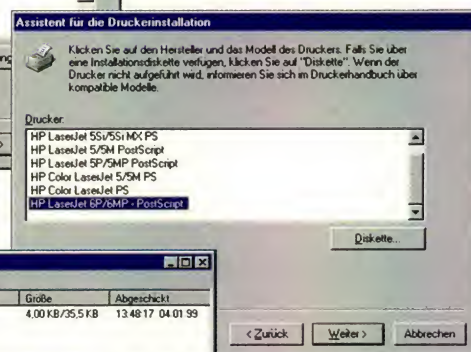 Assistent für die Druckerinstallation
Klicken Sie auf den Hersteller und das Modell des Druckers. Falls Sie über
eine Installationsdiskette verfügen, klicken Sie auf "Diskette". Wenn der
Drucker nicht aufgeführt wird, informieren Sie sich im Druckerhandbuch über
kompatible Modelle.
Drucker:
HP LaserJet 5Si/5Si MX PS
HP LaserJet 5/5M PostScript
HP LaserJet 5P/5MP PostScript
HP Color LaserJet 5/5M PS
HP Color LaserJet PS
HP LaserJet 6P/6MP - PostScript
Diskette...
Größe Abgeschickt
4,00 KB/35,5 KB 13:48:17 04.01.99
< Zurück Weiter > Abbrechen